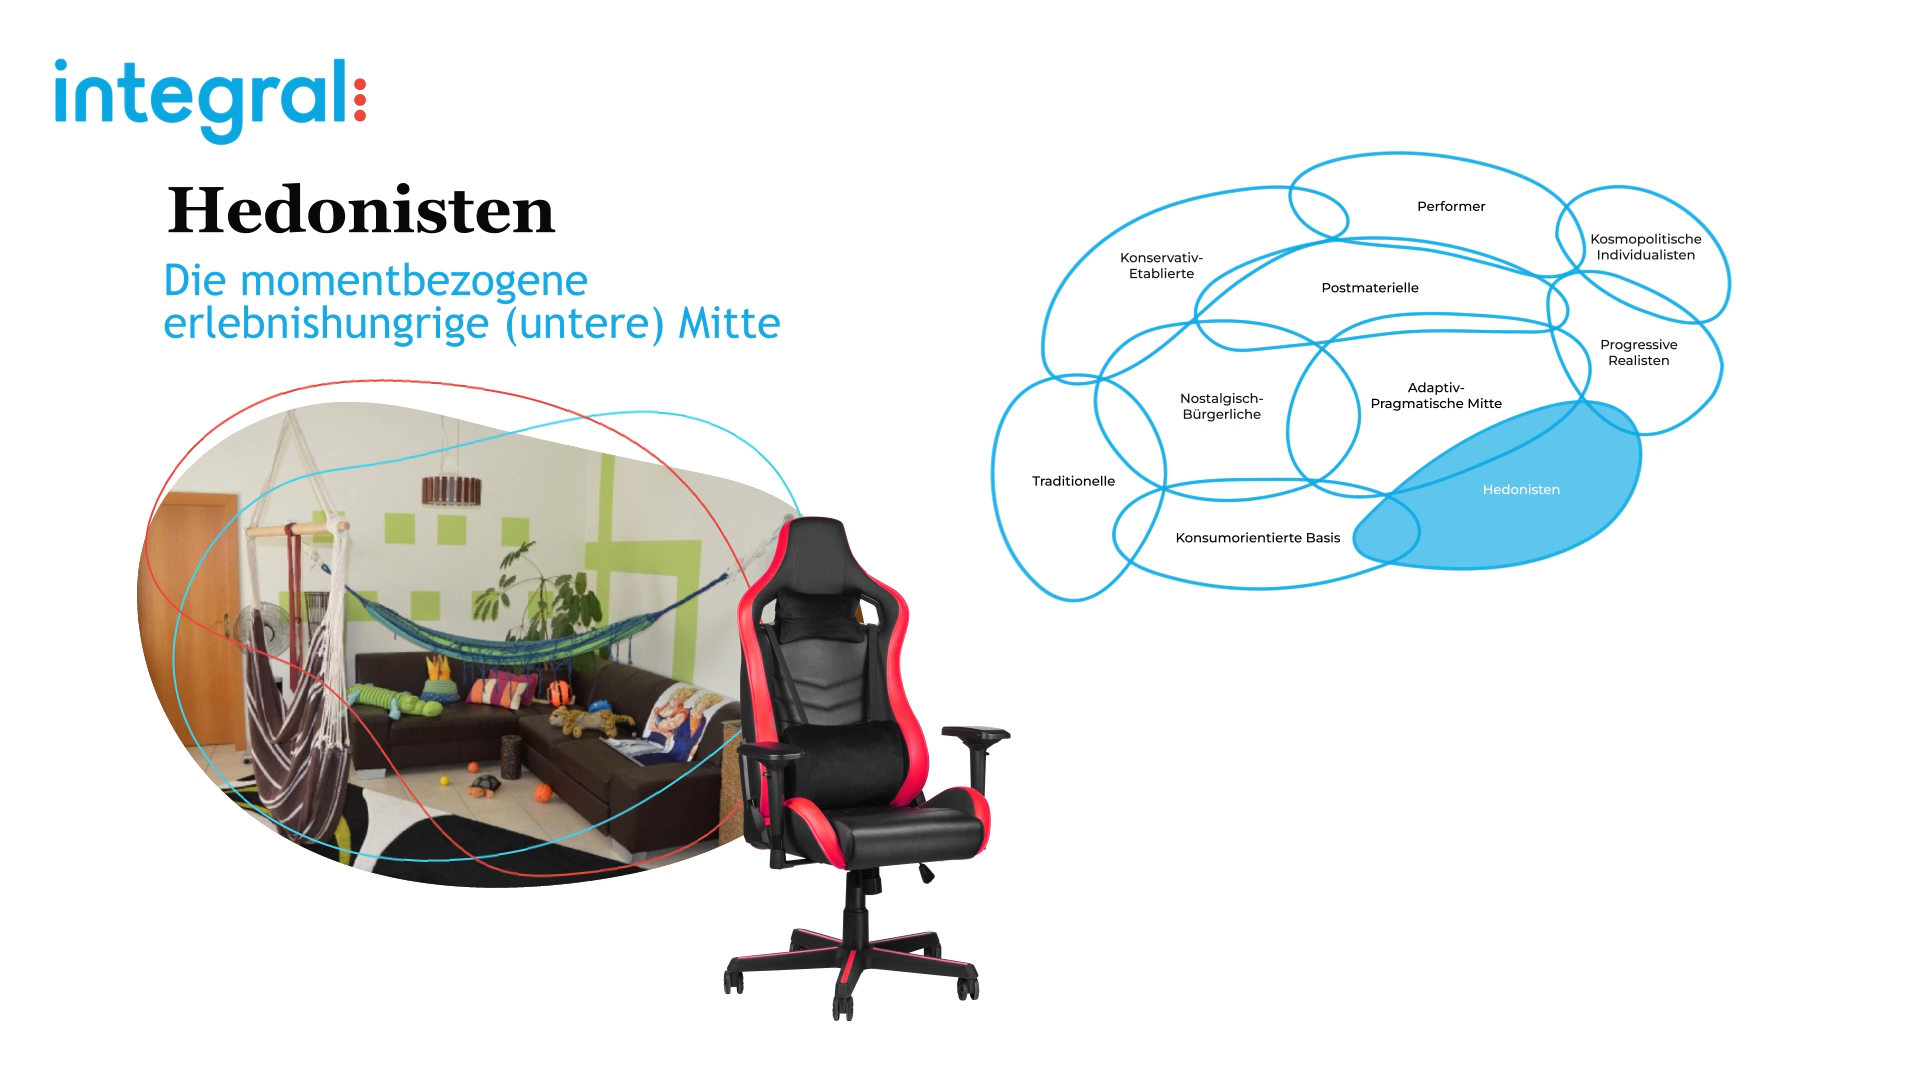 integral
Hedonisten
Die momentbezogene
erlebnishungrige (untere) Mitte
Performer
Kosmopolitische
Individualisten
Konservativ-
Etablierte
Postmaterielle
Progressive
Realisten
Adaptiv-
Pragmatische Mitte
Nostalgisch-
Bürgerliche
Traditionelle
Hedonisten
Konsumorientierte Basis